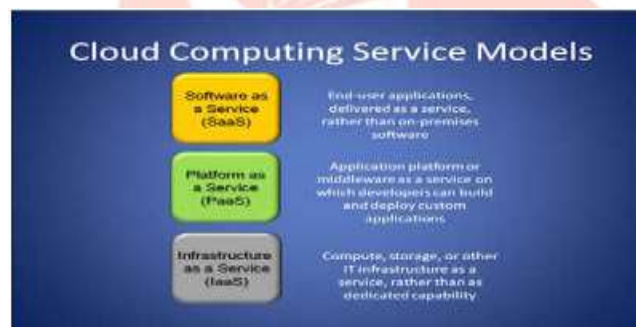 Cloud Computing Service Models
Software as
a Service
(SaaS)
End-user applications,
delivered as a service,
rather than on-premises
software
Platform as
a Service
(PaaS)
Application platform or
middleware as a service on
which developers can build
and deploy custom
applications
Infrastructure
as a Service
(IaaS)
Compute, storage, or other
IT infrastructure as a
service, rather than as
dedicated capability